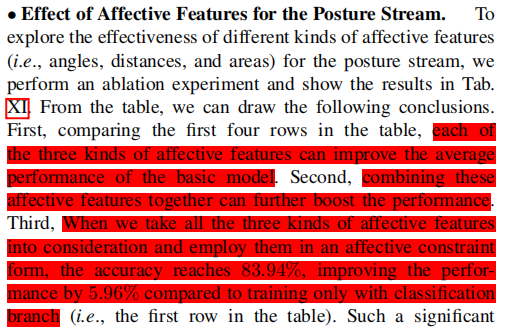 • Effect of Affective Features for the Posture Stream. To
explore the effectiveness of different kinds of affective features
(i.e., angles, distances, and areas) for the posture stream, we
perform an ablation experiment and show the results in Tab.
XI. From the table, we can draw the following conclusions.
First, comparing the first four rows in the table, each of
the three kinds of affective features can improve the average
performance of the basic model. Second, combining these
affective features together can further boost the performance.
Third, When we take all the three kinds of affective features
into consideration and employ them in an affective constraint
form, the accuracy reaches 83.94%, improving the perfor-
mance by 5.96% compared to training only with classification
branch (i.e., the first row in the table). Such a significant